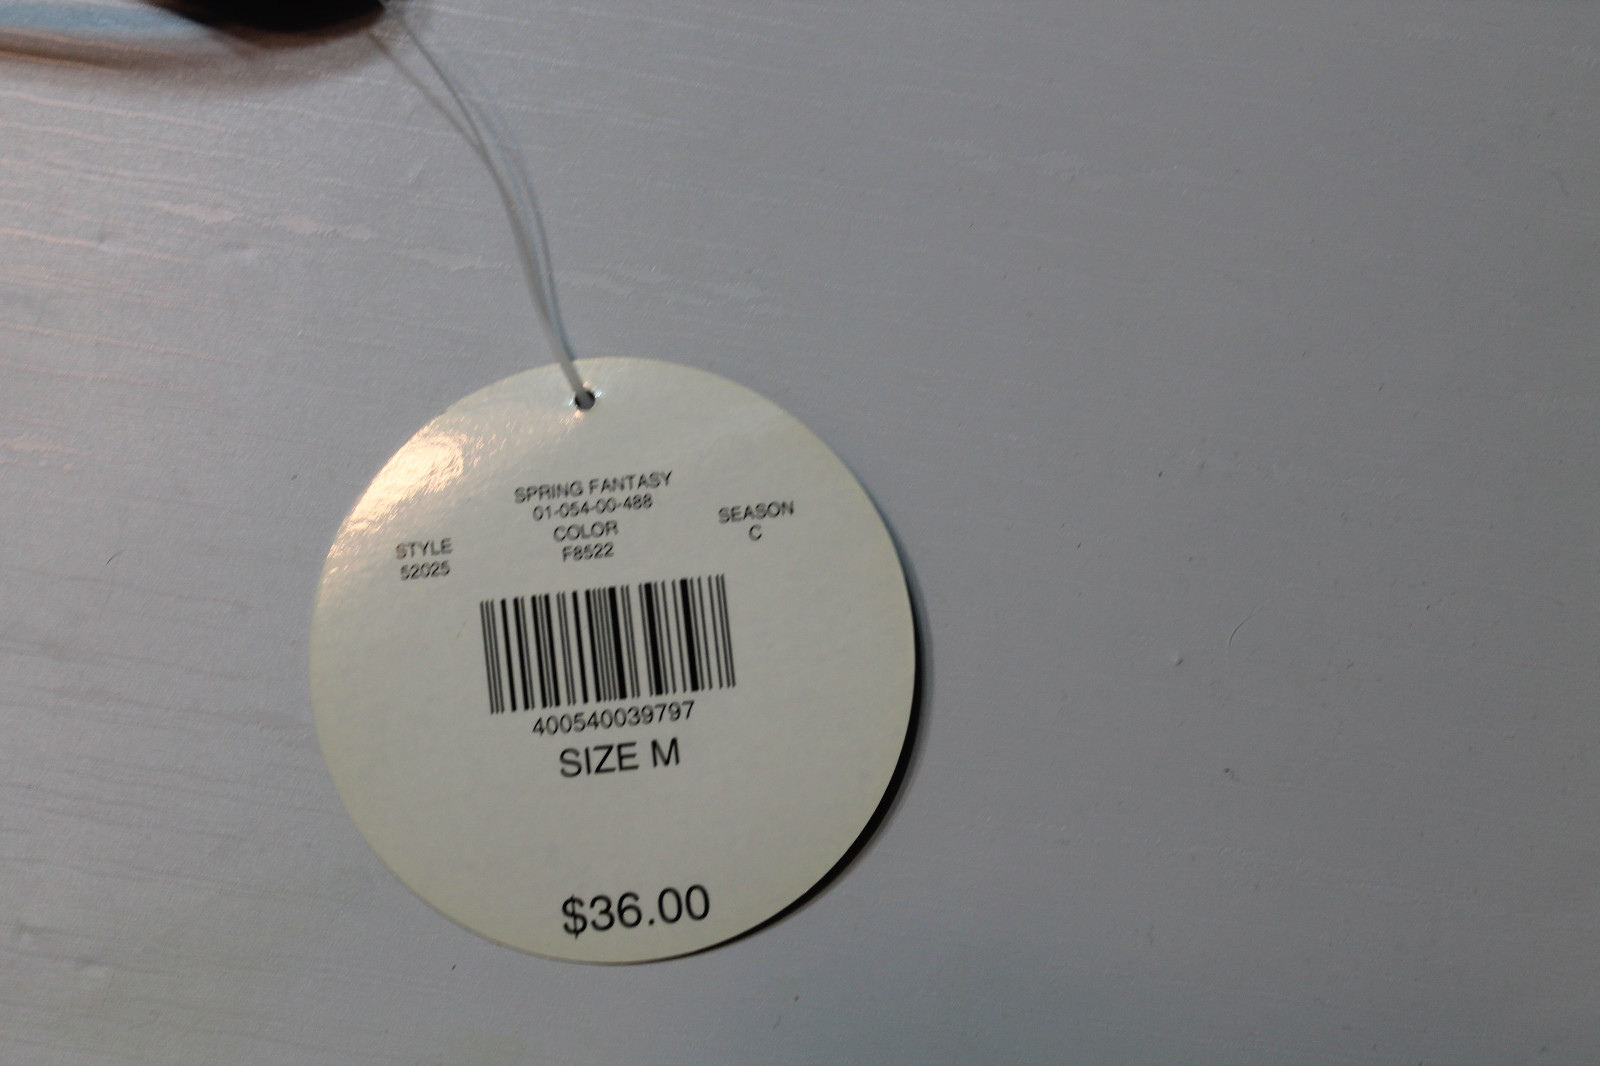 SPRING FANTASY
01-054-00-488
COLOR
F8522
SEASON
C
STYLE
52025
400540039797
SIZE M
$36.00